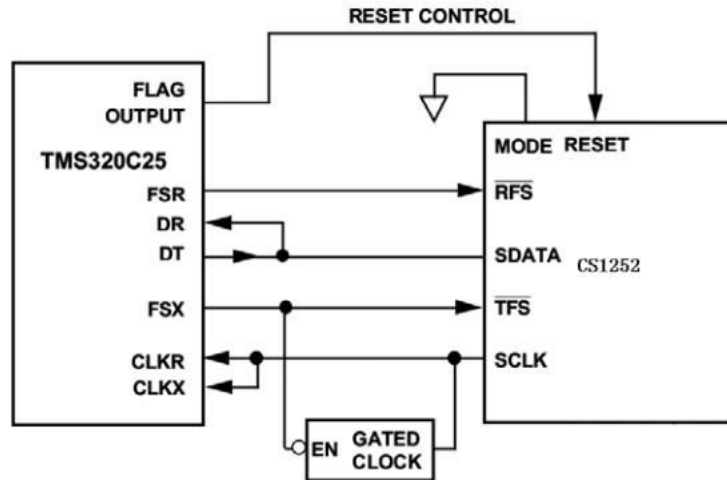 RESET CONTROL
FLAG
OUTPUT
TMS320C25
FSR
DR
DT
FSX
CLKR
CLKX
MODE RESET
RFS
SDATA
CS1252
TFS
SCLK
EN GATED
CLOCK